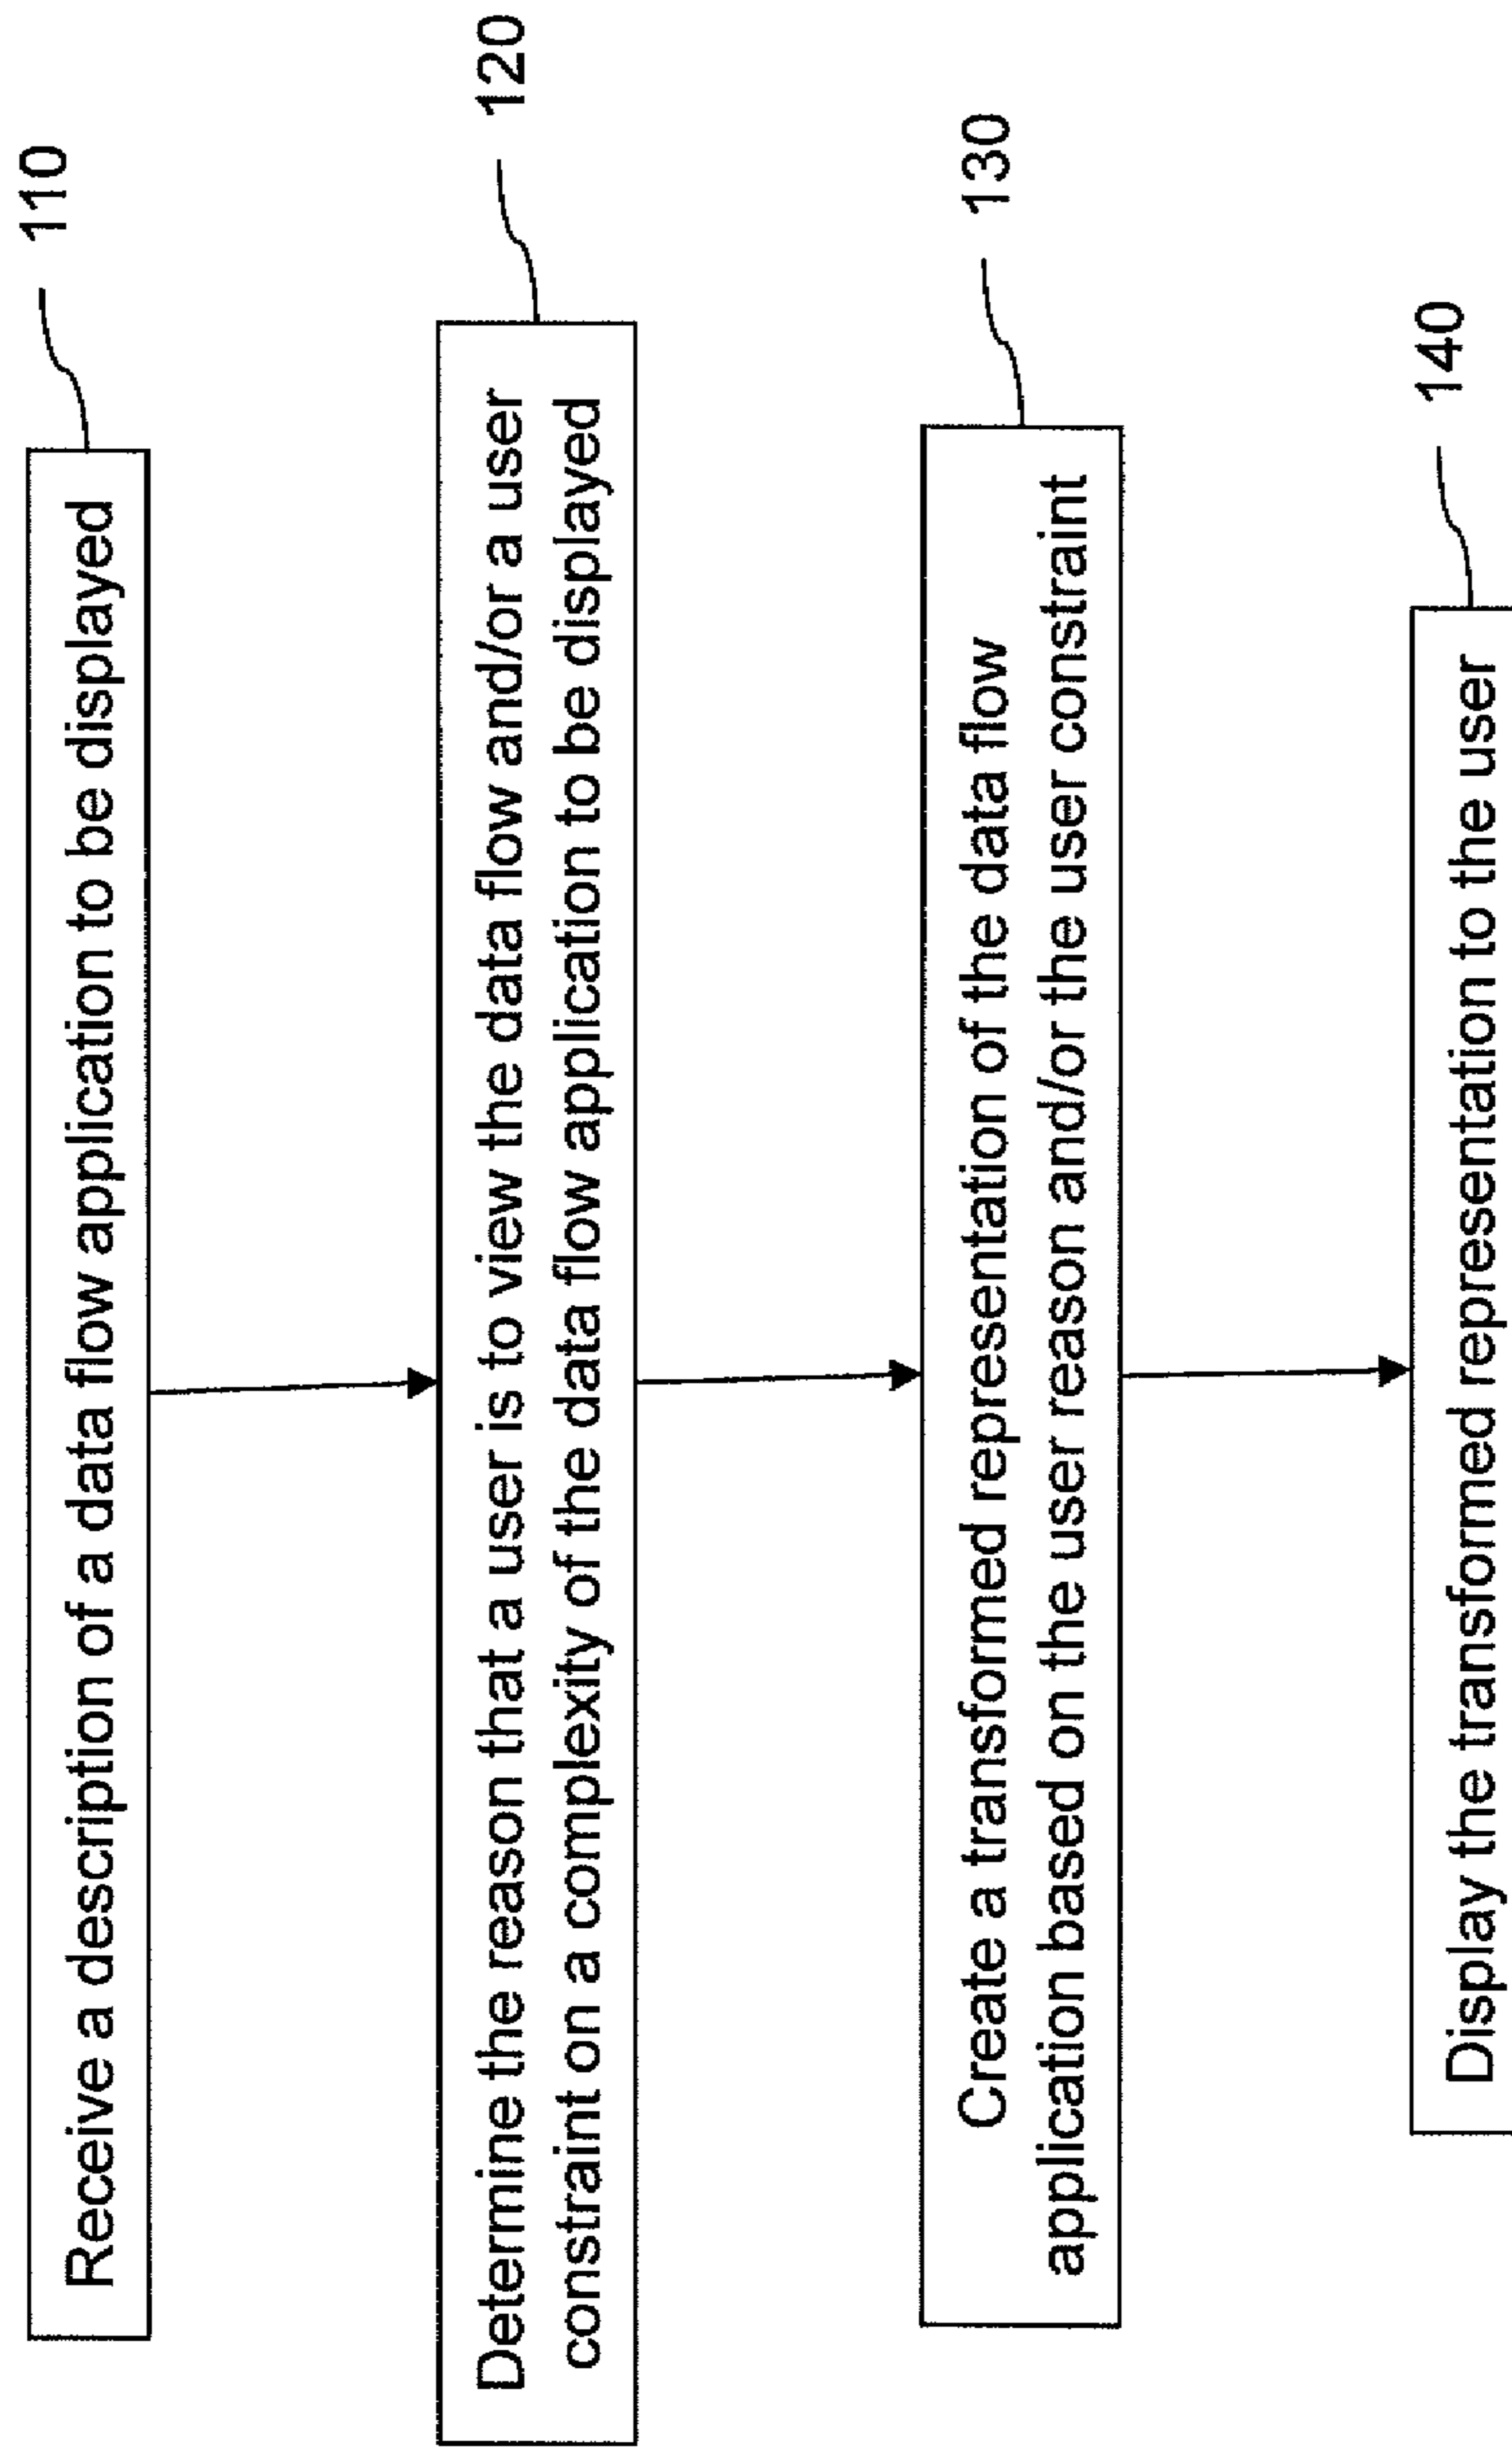 Receive a description of a data flow application to be displayed
110
Determine the reason that a user is to view the data flow and/or a user
constraint on a complexity of the data flow application to be displayed
120
Create a transformed representation of the data flow
application based on the user reason and/or the user constraint
130
Display the transformed representation to the user
140